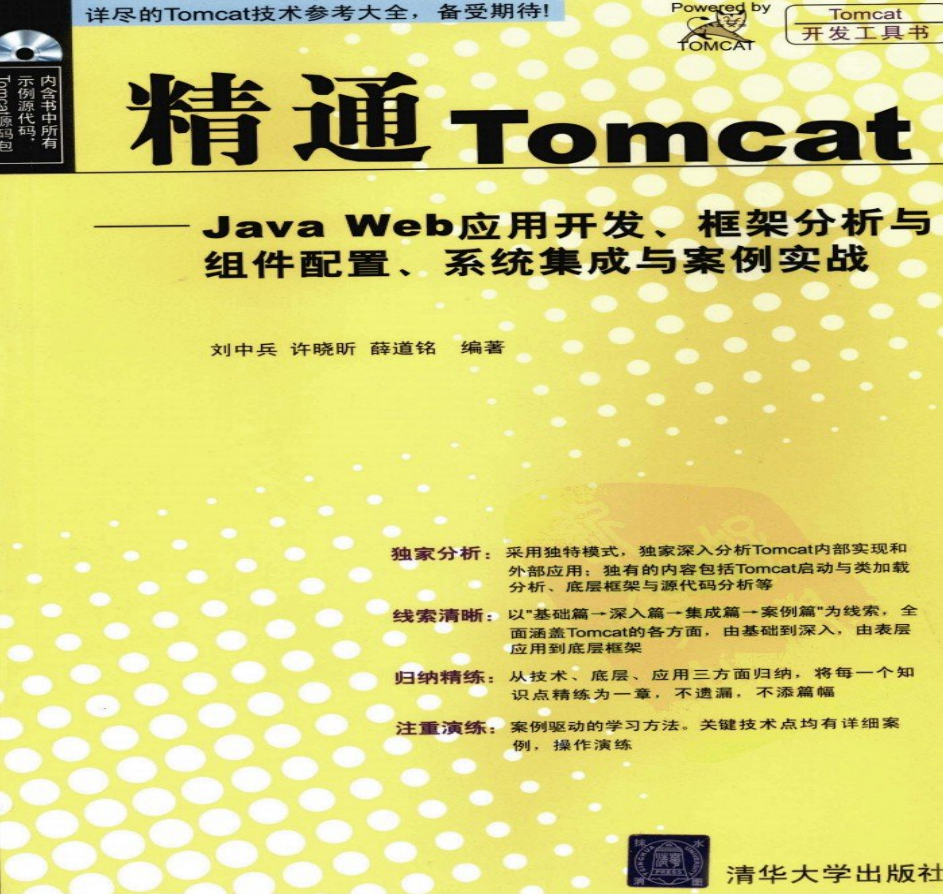 详尽的Tomcat技术参考大全，备受期待!
Powered by
TOMCAT
Tomcat
开发工具书
内含书中所有
示例源代码，
Tomcat源码包
精通Tomcat
——Java Web应用开发、框架分析与
组件配置、系统集成与案例实战
刘中兵 许晓昕 薛道铭 编著
独家分析：采用独特模式，独家深入分析Tomcat内部实现和
外部应用；独有的内容包括Tomcat启动与类加载
分析、底层框架与源代码分析等
线索清晰：以"基础篇→深入篇→集成篇→案例篇"为线索，全
面涵盖Tomcat的各方面，由基础到深入，由表层
应用到底层框架
归纳精练：从技术、底层、应用三方面归纳，将每一个知
识点精练为一章，不遗漏，不添篇幅
注重演练：案例驱动的学习方法。关键技术点均有详细案
例，操作演练
清华大学出版社